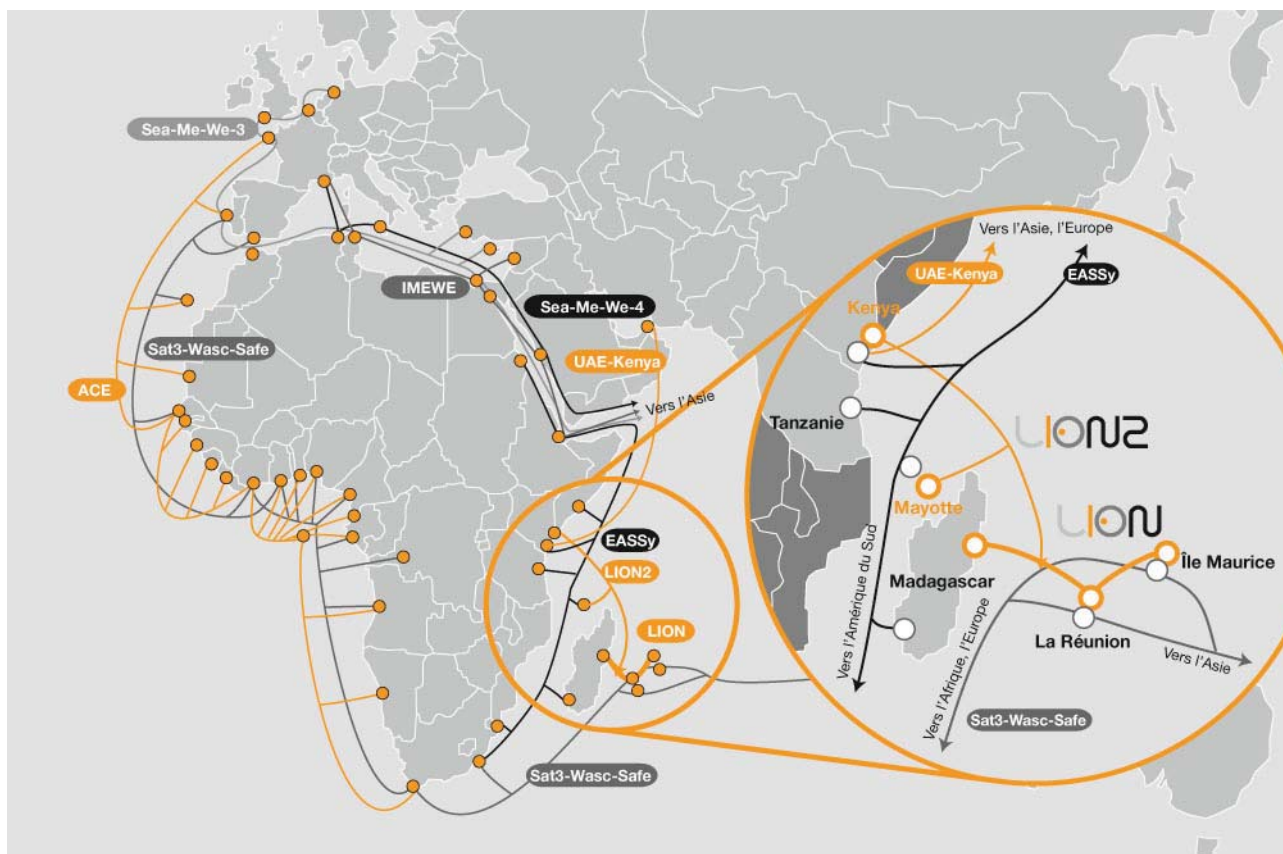 Sea-Me-We-3
IMEWE
Sea-Me-We-4
Sat3-Wasc-Safe
UAE-Kenya
ACE
Vers l'Asie
EASSy
LION2
LION
Sat3-Wasc-Safe
Vers l'Asie, l'Europe
UAE-Kenya
EASSy
Kenya
Tanzanie
LION2
Mayotte
LION
Madagascar
Île Maurice
La Réunion
Vers l'Asie
Vers l'Amérique du Sud
Vers l'Afrique, l'Europe
Sat3-Wasc-Safe